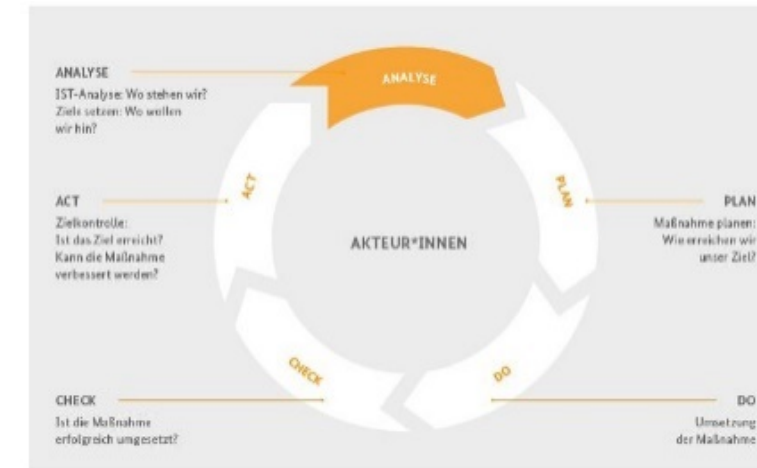 ANALYSE
IST-Analyse: Wo stehen wir?
Ziele setzen: Wo wollen
wir hin?
ANALYSE
ACT
Zielkontrolle:
Ist das Ziel erreicht?
Kann die Maßnahme
verbessert werden?
ACT
AKTEUR*INNEN
PLAN
PLAN
Maßnahme planen:
Wie erreichen wir
unser Ziel?
CHECK
Ist die Maßnahme
erfolgreich umgesetzt?
CHECK
DO
DO
Umsetzung
der Maßnahme